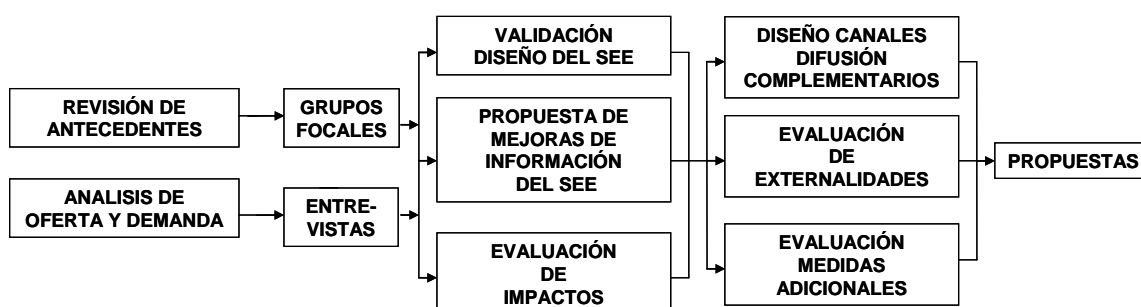 REVISIÓN DE
ANTECEDENTES
ANALISIS DE
OFERTA Y DEMANDA
GRUPOS
FOCALES
ENTRE-
VISTAS
VALIDACIÓN
DISEÑO DEL SEE
PROPUESTA DE
MEJORAS DE
INFORMACIÓN
DEL SEE
EVALUACIÓN
DE
IMPACTOS
DISEÑO CANALES
DIFUSIÓN
COMPLEMENTARIOS
EVALUACIÓN
DE
EXTERNALIDADES
EVALUACIÓN
MEDIDAS
ADICIONALES
PROPUESTAS